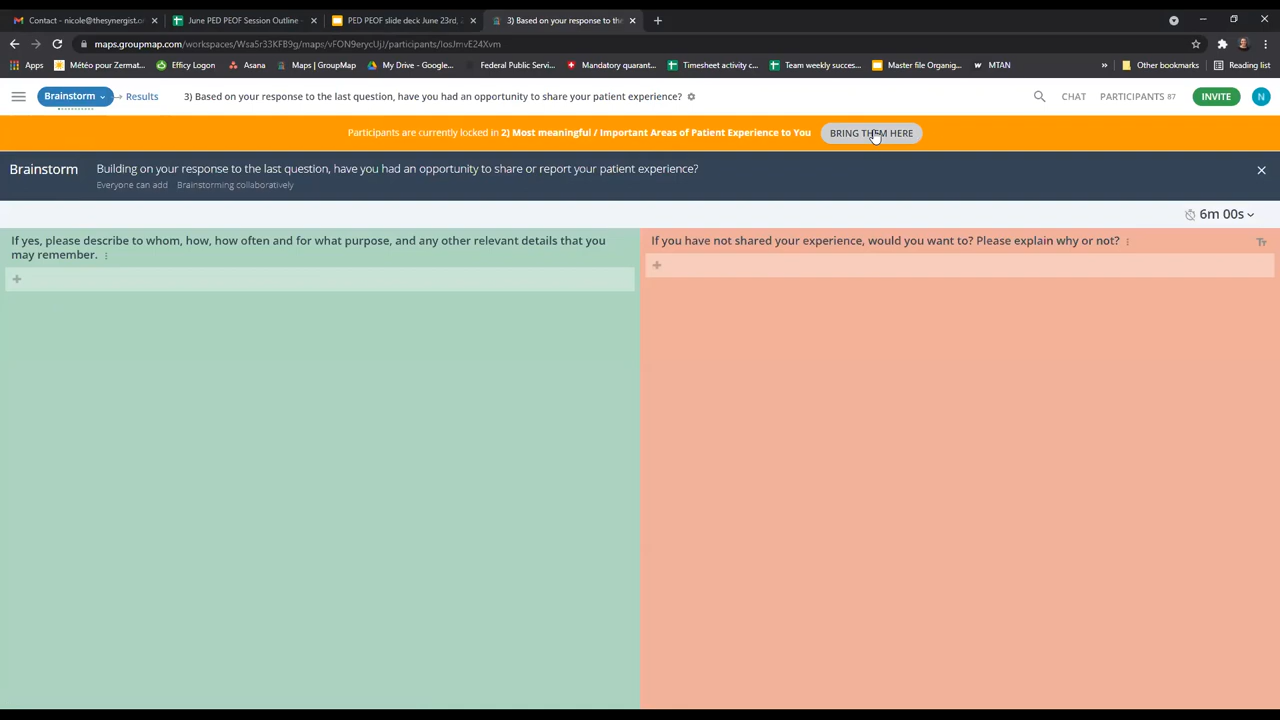 Contact - nicole@thesynergist.or
June PED PEOF Session Outline -
PED PEOF slide deck June 23rd, 2
3) Based on your response to the
maps.groupmap.com/workspaces/
Apps
Météo pour Zermat...
Efficy Logon
Asana
Maps | GroupMap
My Drive - Google...
Federal Public Servi...
Mandatory quarant...
Timesheet activity c...
Team weekly succes...
Master file Organig...
MTAN
»
Other bookmarks
Reading list
Brainstorm
Results
3) Based on your response to the last question, have you had an opportunity to share your patient experience?
CHAT
PARTICIPANTS 87
INVITE
N
Participants are currently locked in 2) Most meaningful / Important Areas of Patient Experience to You
BRING THEM HERE
Brainstorm
Building on your response to the last question, have you had an opportunity to share or report your patient experience?
Everyone can add Brainstorming collaboratively
6m 00s
If yes, please describe to whom, how, how often and for what purpose, and any other relevant details that you
may remember.
If you have not shared your experience, would you want to? Please explain why or not?
Tr